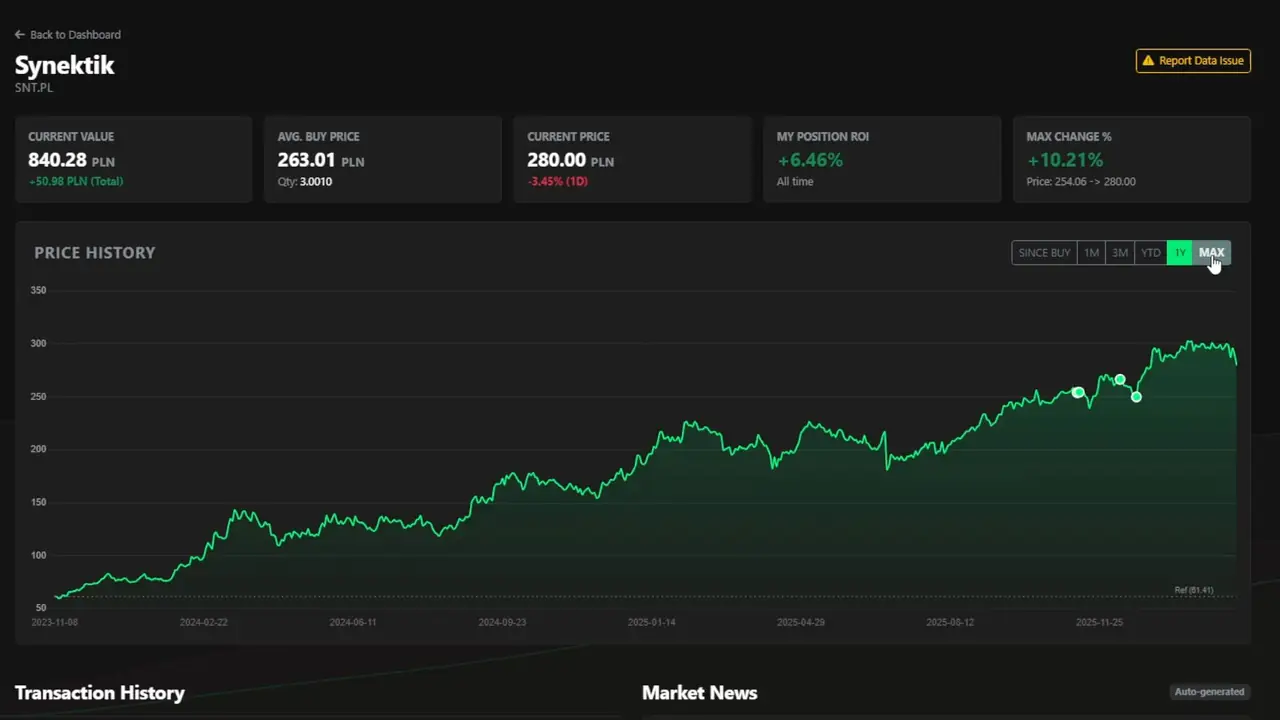 Back to Dashboard
Synektik
SNT.PL
Report Data Issue
CURRENT VALUE
840.28 PLN
+50.98 PLN (Total)
AVG. BUY PRICE
263.01 PLN
Qty: 3.0010
CURRENT PRICE
280.00 PLN
-3.45% (1D)
MY POSITION ROI
+6.46%
All time
MAX CHANGE %
+10.21%
Price: 254.06 -> 280.00
PRICE HISTORY
SINCE BUY 1M 3M YTD 1Y MAX
350
300
250
200
150
100
50
Ref (61.41)
2023-11-08 2024-02-22 2024-06-11 2024-09-23 2025-01-14 2025-04-29 2025-08-12 2025-11-25
Transaction History
Market News
Auto-generated